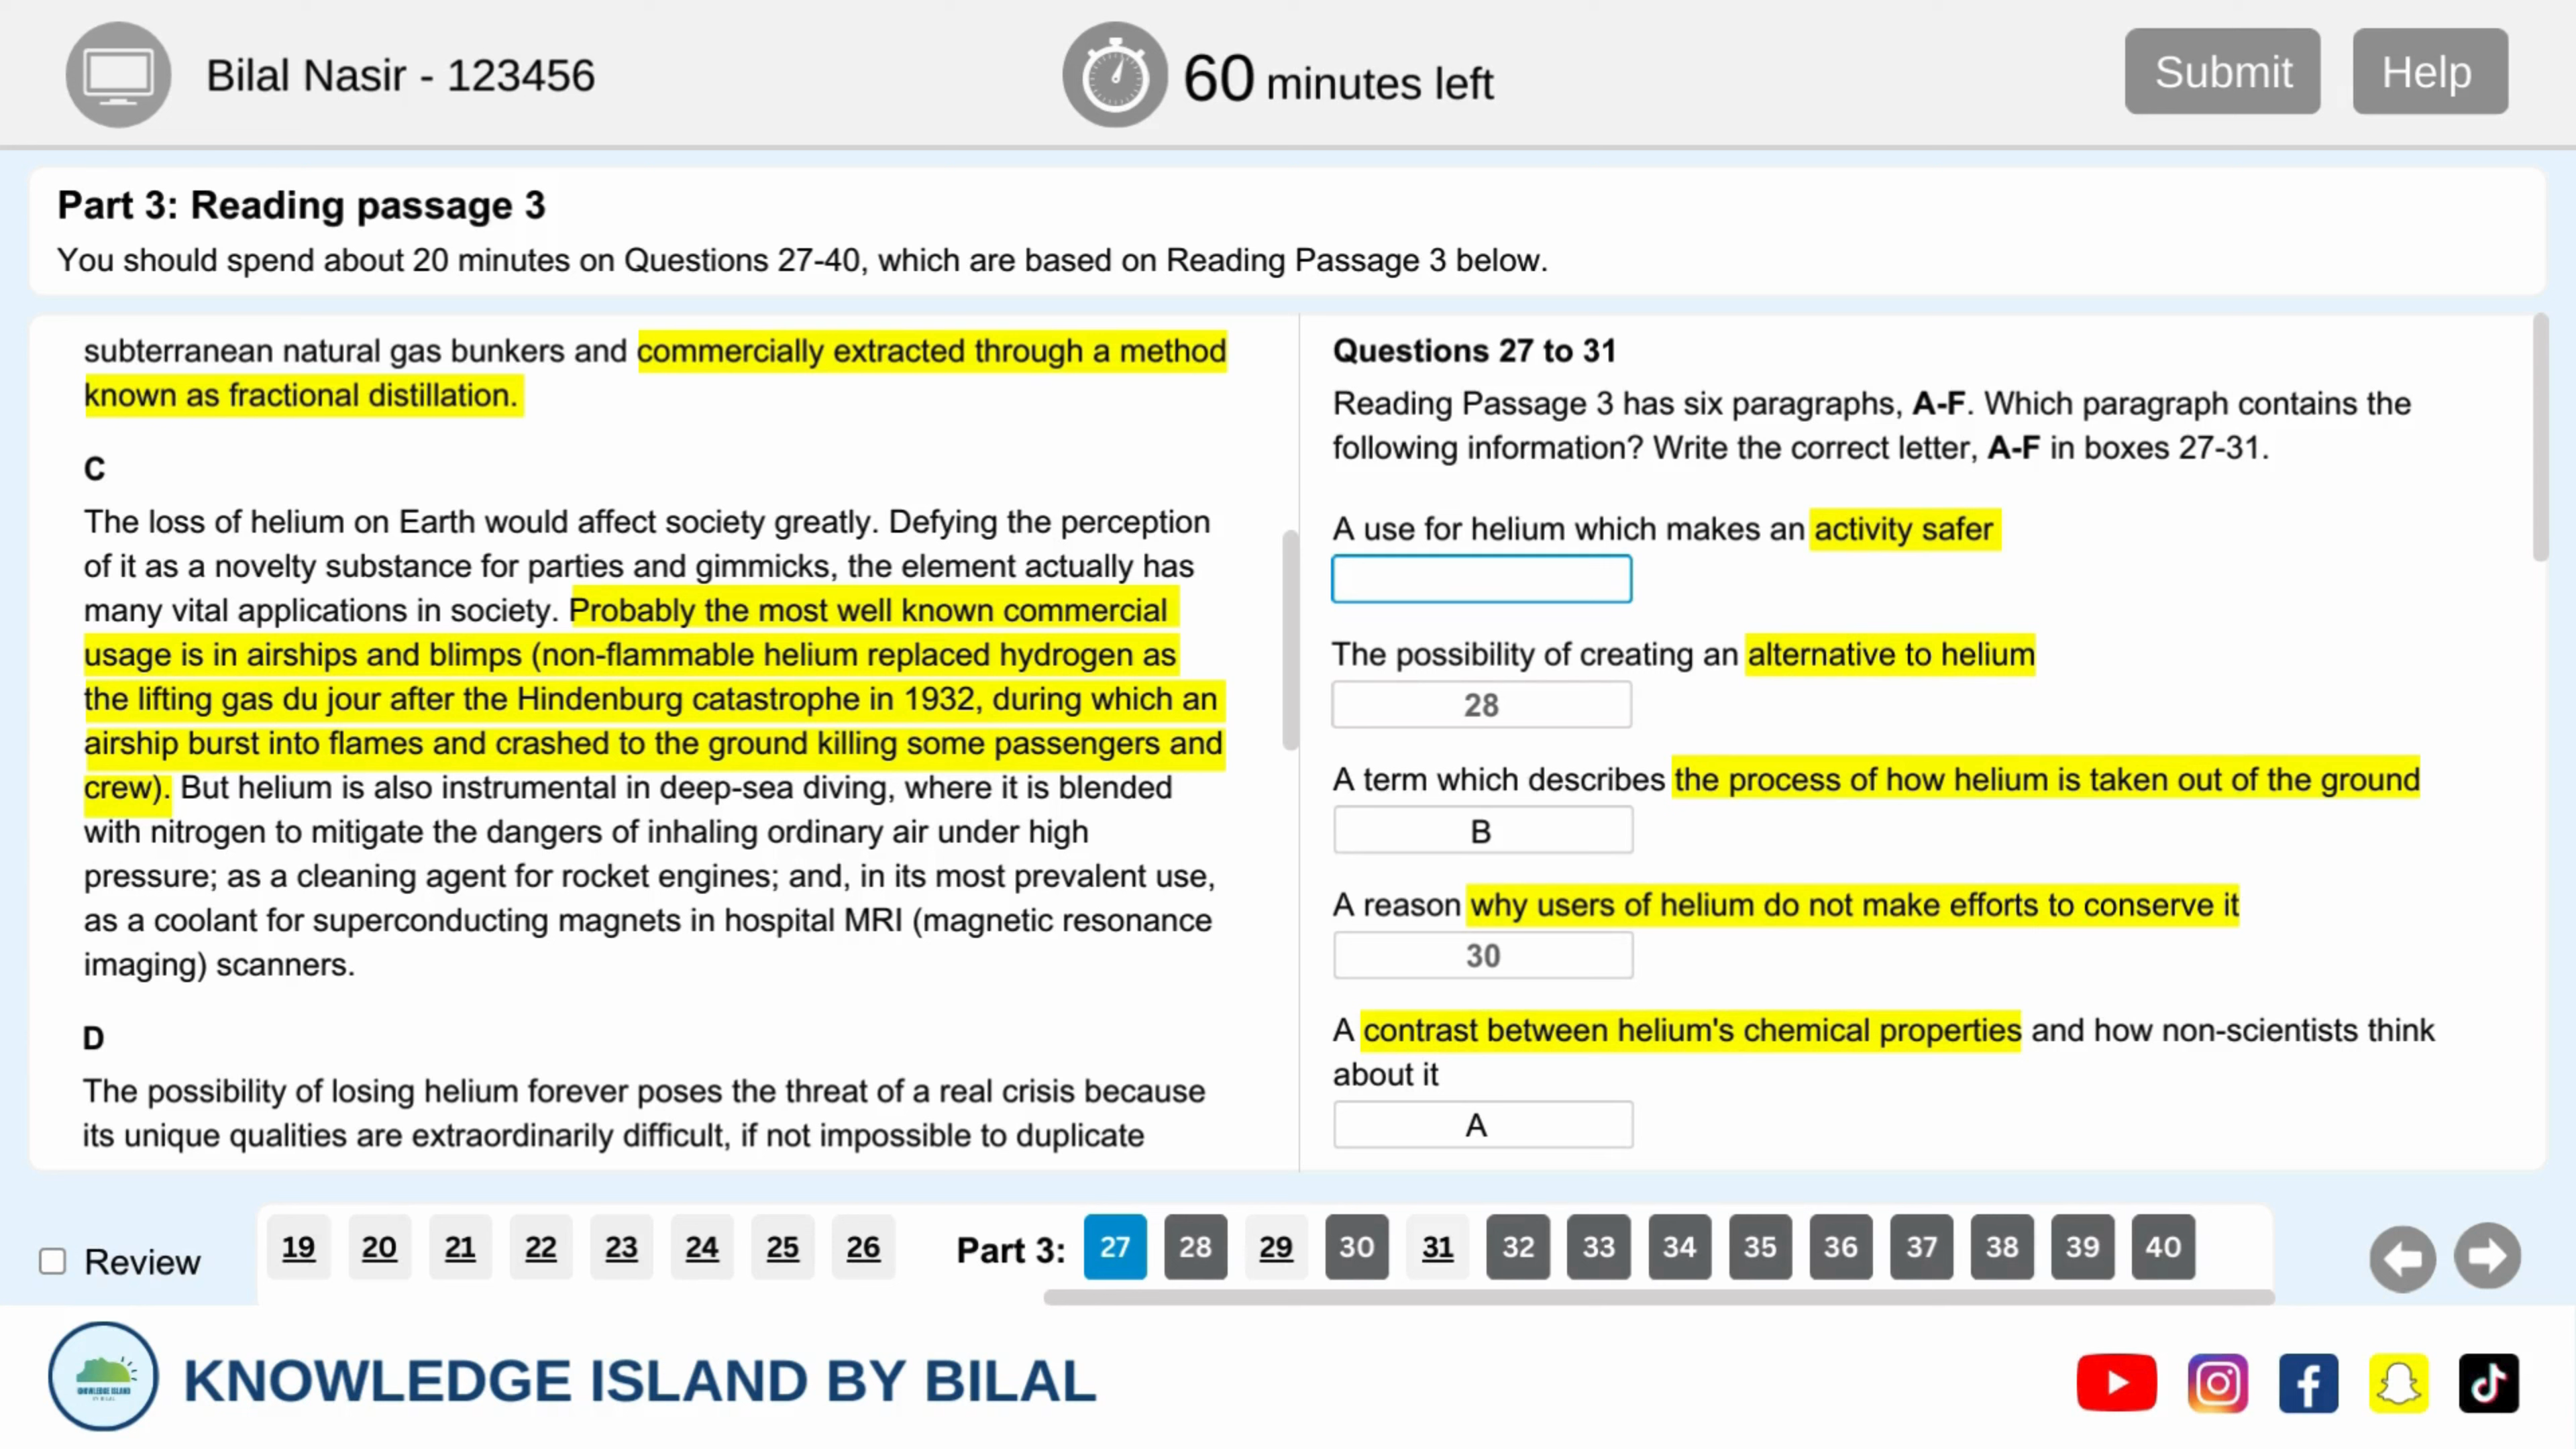 Bilal Nasir - 123456
60 minutes left
Submit
Help
Part 3: Reading passage 3
You should spend about 20 minutes on Questions 27-40, which are based on Reading Passage 3 below.
subterranean natural gas bunkers and commercially extracted through a method
known as fractional distillation.
C
The loss of helium on Earth would affect society greatly. Defying the perception
of it as a novelty substance for parties and gimmicks, the element actually has
many vital applications in society. Probably the most well known commercial
usage is in airships and blimps (non-flammable helium replaced hydrogen as
the lifting gas du jour after the Hindenburg catastrophe in 1932, during which an
airship burst into flames and crashed to the ground killing some passengers and
crew). But helium is also instrumental in deep-sea diving, where it is blended
with nitrogen to mitigate the dangers of inhaling ordinary air under high
pressure; as a cleaning agent for rocket engines; and, in its most prevalent use,
as a coolant for superconducting magnets in hospital MRI (magnetic resonance
imaging) scanners.
D
The possibility of losing helium forever poses the threat of a real crisis because
its unique qualities are extraordinarily difficult, if not impossible to duplicate
Questions 27 to 31
Reading Passage 3 has six paragraphs, A-F. Which paragraph contains the
following information? Write the correct letter, A-F in boxes 27-31.
A use for helium which makes an activity safer
The possibility of creating an alternative to helium
28
A term which describes the process of how helium is taken out of the ground
B
A reason why users of helium do not make efforts to conserve it
30
A contrast between helium's chemical properties and how non-scientists think
about it
A
Review
19 20 21 22 23 24 25 26 Part 3: 27 28 29 30 31 32 33 34 35 36 37 38 39 40
KNOWLEDGE ISLAND BY BILAL